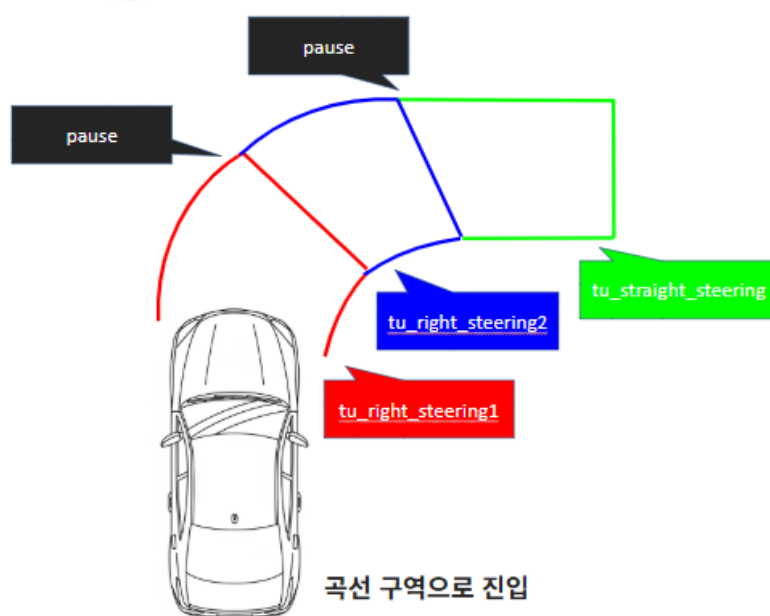 pause
pause
tu_straight_steering
tu_right_steering2
tu_right_steering1
곡선 구역으로 진입